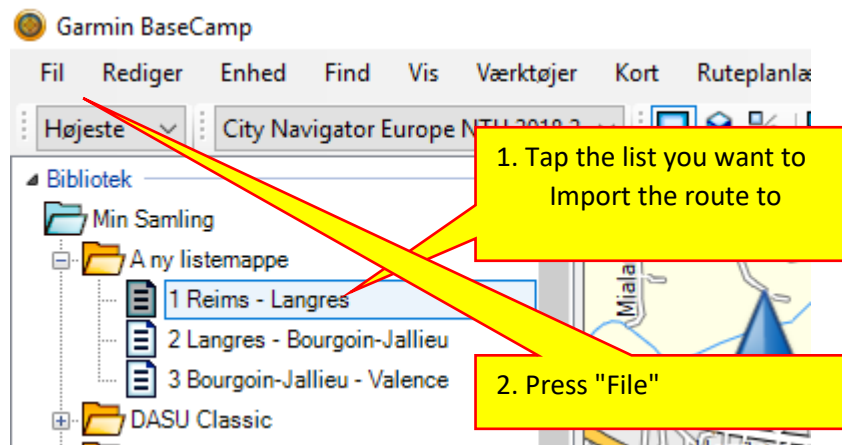 Garmin BaseCamp
Fil Rediger Enhed Find Vis Værktøjer Kort Ruteplanlæ
Højeste City Navigator Europe NTU 2018.2
1. Tap the list you want to
Import the route to
Bibliotek
Min Samling
A ny listemappe
1 Reims - Langres
Miala
2 Langres - Bourgoin-Jallieu
3 Bourgoin-Jallieu - Valence
2. Press "File"
DASU Classic